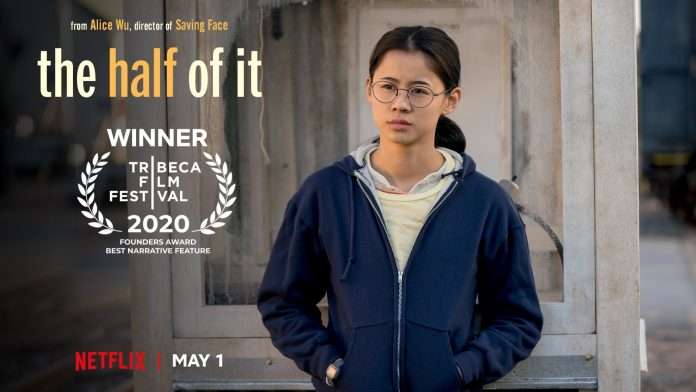 from Alice Wu, director of Saving Face
the half of it
WINNER
TRIBECA
FILM
FESTIVAL
2020
FOUNDERS AWARD
BEST NARRATIVE FEATURE
NETFLIX | MAY 1